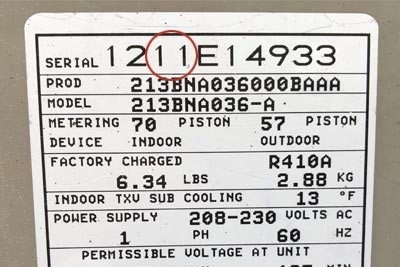 SERIAL 1211E14933
PROD 213BNA036000BAAA
MODEL 213BNA036-A
METERING 70 PISTON 57 PISTON
DEVICE INDOOR OUTDOOR
FACTORY CHARGED R410A
6.34 LBS 2.88 KG
INDOOR TXV SUB COOLING 13 °F
POWER SUPPLY 208-230 VOLTS AC
1 PH 60 HZ
PERMISSIBLE VOLTAGE AT UNIT